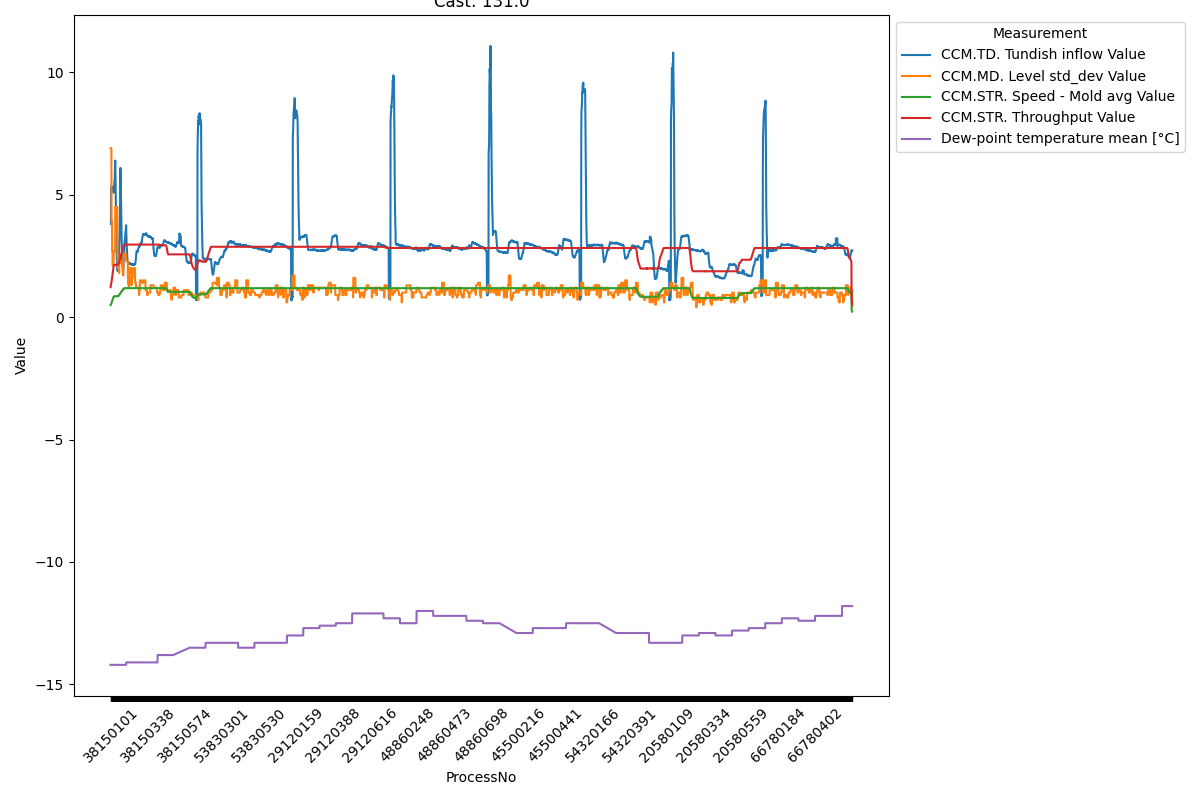 Cast: 131.0
Measurement
CCM.TD. Tundish inflow Value
CCM.MD. Level std_dev Value
CCM.STR. Speed - Mold avg Value
CCM.STR. Throughput Value
Dew-point temperature mean [°C]
10
5
0
−5
−10
−15
Value
38150101
38150338
38150574
53830301
53830530
29120159
29120388
29120616
48860248
48860473
48860698
45500216
45500441
54320166
54320391
20580109
20580334
20580559
66780184
66780402
ProcessNo